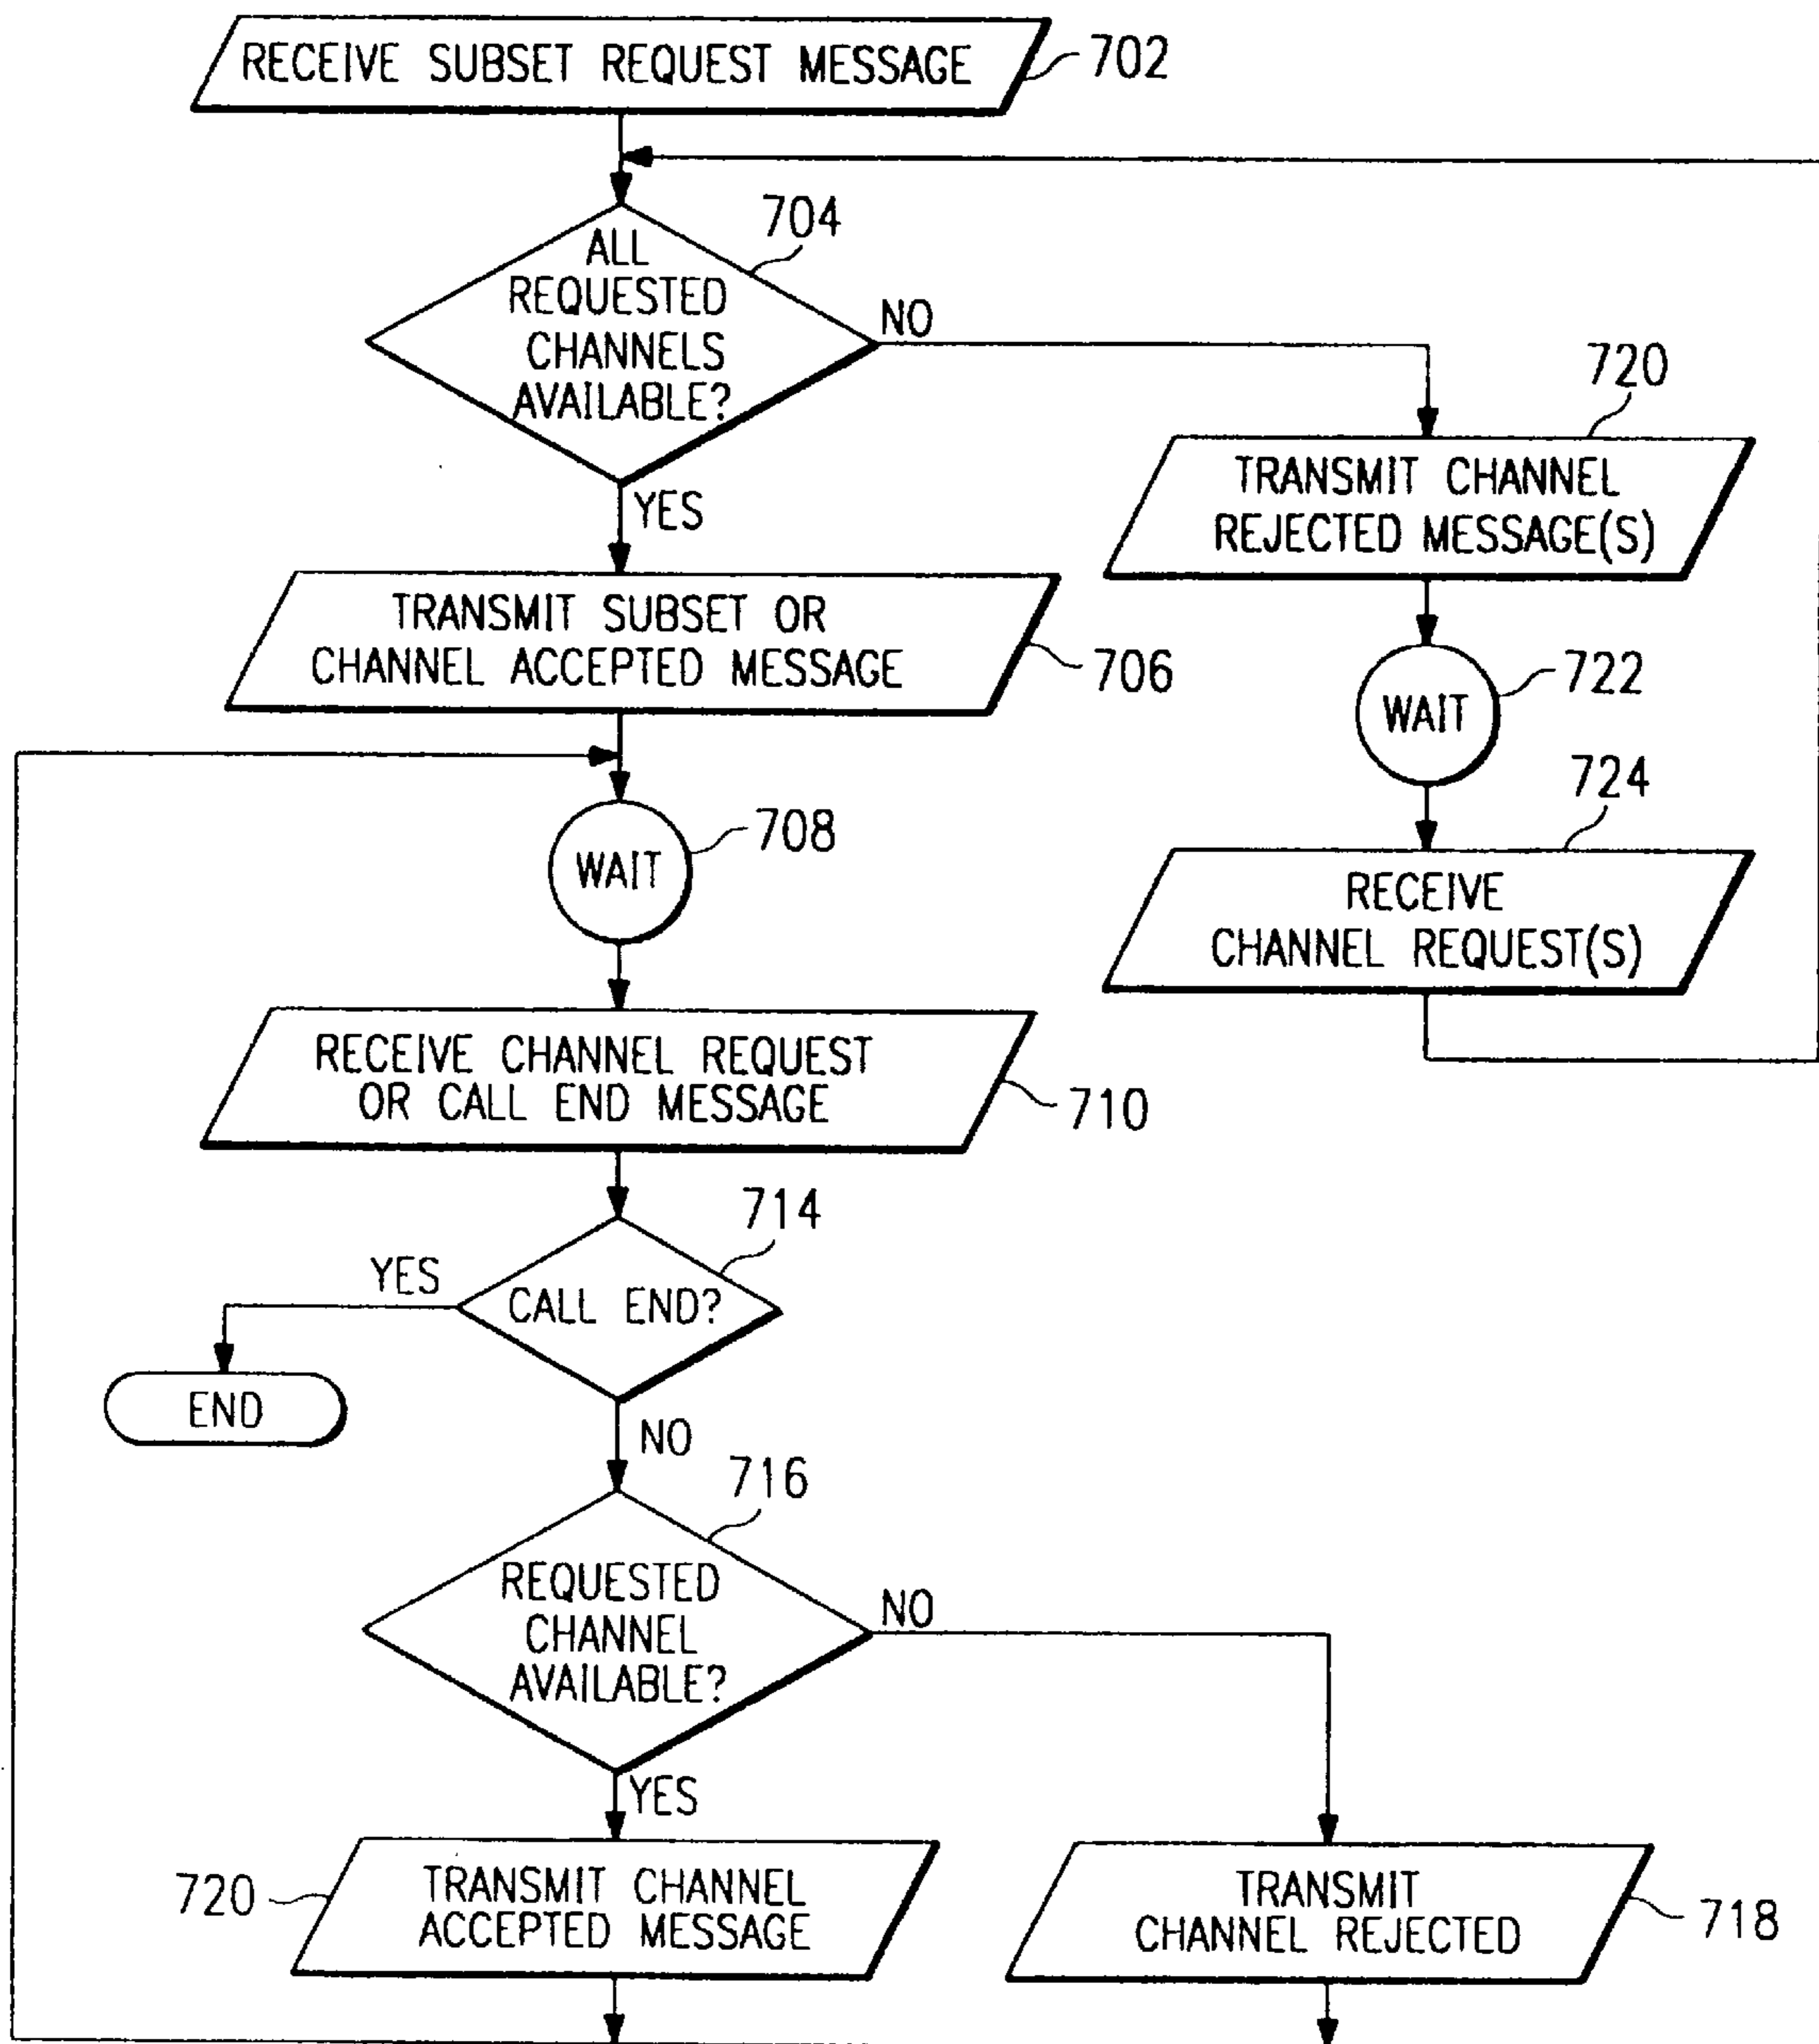 RECEIVE SUBSET REQUEST MESSAGE
702
704
ALL
REQUESTED
CHANNELS
AVAILABLE?
NO
YES
720
TRANSMIT CHANNEL
REJECTED MESSAGE(S)
TRANSMIT SUBSET OR
CHANNEL ACCEPTED MESSAGE
706
WAIT
722
WAIT
708
724
RECEIVE
CHANNEL REQUEST(S)
RECEIVE CHANNEL REQUEST
OR CALL END MESSAGE
710
714
CALL END?
YES
END
NO
716
REQUESTED
CHANNEL
AVAILABLE?
NO
YES
720
TRANSMIT CHANNEL
ACCEPTED MESSAGE
TRANSMIT
CHANNEL REJECTED
718